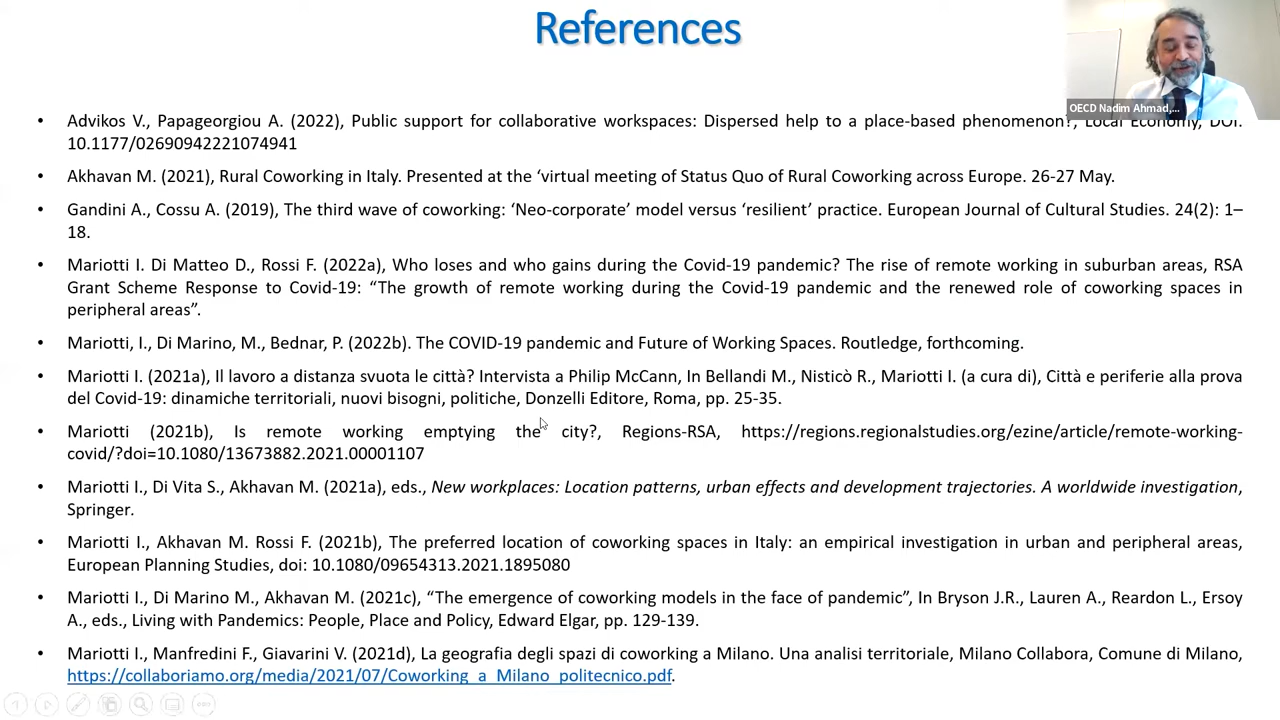 References
OECD Nadim Ahmad,...
• Advikos V., Papageorgiou A. (2022), Public support for collaborative workspaces: Dispersed help to a place-based phenomenon?, Local Economy, DOI:
10.1177/02690942221074941
• Akhavan M. (2021), Rural Coworking in Italy. Presented at the ‘virtual meeting of Status Quo of Rural Coworking across Europe. 26-27 May.
• Gandini A., Cossu A. (2019), The third wave of coworking: ‘Neo-corporate’ model versus ‘resilient’ practice. European Journal of Cultural Studies. 24(2): 1–
18.
• Mariotti I. Di Matteo D., Rossi F. (2022a), Who loses and who gains during the Covid-19 pandemic? The rise of remote working in suburban areas, RSA
Grant Scheme Response to Covid-19: “The growth of remote working during the Covid-19 pandemic and the renewed role of coworking spaces in
peripheral areas”.
• Mariotti, I., Di Marino, M., Bednar, P. (2022b). The COVID-19 pandemic and Future of Working Spaces. Routledge, forthcoming.
• Mariotti I. (2021a), Il lavoro a distanza svuota le città? Intervista a Philip McCann, In Bellandi M., Nisticò R., Mariotti I. (a cura di), Città e periferie alla prova
del Covid-19: dinamiche territoriali, nuovi bisogni, politiche, Donzelli Editore, Roma, pp. 25-35.
• Mariotti (2021b), Is remote working emptying the city?, Regions-RSA, https://regions.regionalstudies.org/ezine/article/remote-working-
covid/?doi=10.1080/13673882.2021.00001107
• Mariotti I., Di Vita S., Akhavan M. (2021a), eds., New workplaces: Location patterns, urban effects and development trajectories. A worldwide investigation,
Springer.
• Mariotti I., Akhavan M. Rossi F. (2021b), The preferred location of coworking spaces in Italy: an empirical investigation in urban and peripheral areas,
European Planning Studies, doi: 10.1080/09654313.2021.1895080
• Mariotti I., Di Marino M., Akhavan M. (2021c), “The emergence of coworking models in the face of pandemic”, In Bryson J.R., Lauren A., Reardon L., Ersoy
A., eds., Living with Pandemics: People, Place and Policy, Edward Elgar, pp. 129-139.
• Mariotti I., Manfredini F., Giavarini V. (2021d), La geografia degli spazi di coworking a Milano. Una analisi territoriale, Milano Collabora, Comune di Milano,
https://collaboriamo.org/media/2021/07/Coworking_a_Milano_politecnico.pdf.